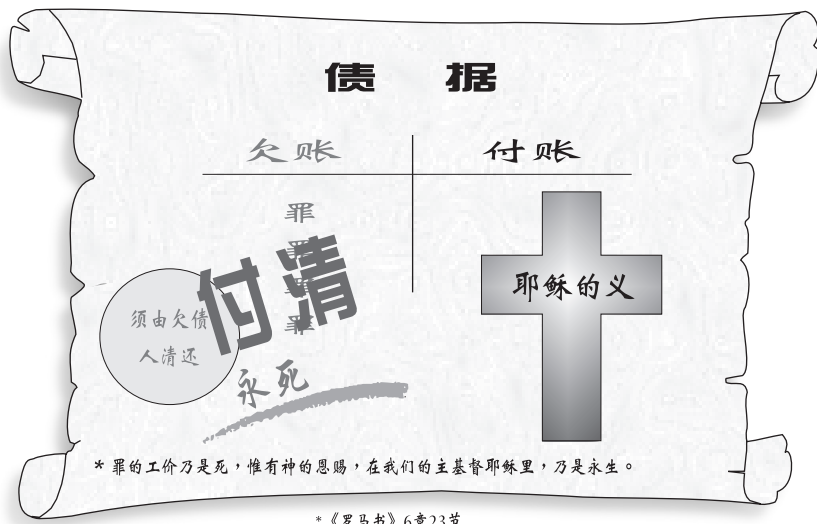 债 据
欠账 付账
罪
罪
付清
罪
罪
耶稣的义
须由欠债
人清还
永死
*罪的工价乃是死，惟有神的恩赐，在我们的主基督耶稣里，乃是永生。
*《罗马书》6章23节